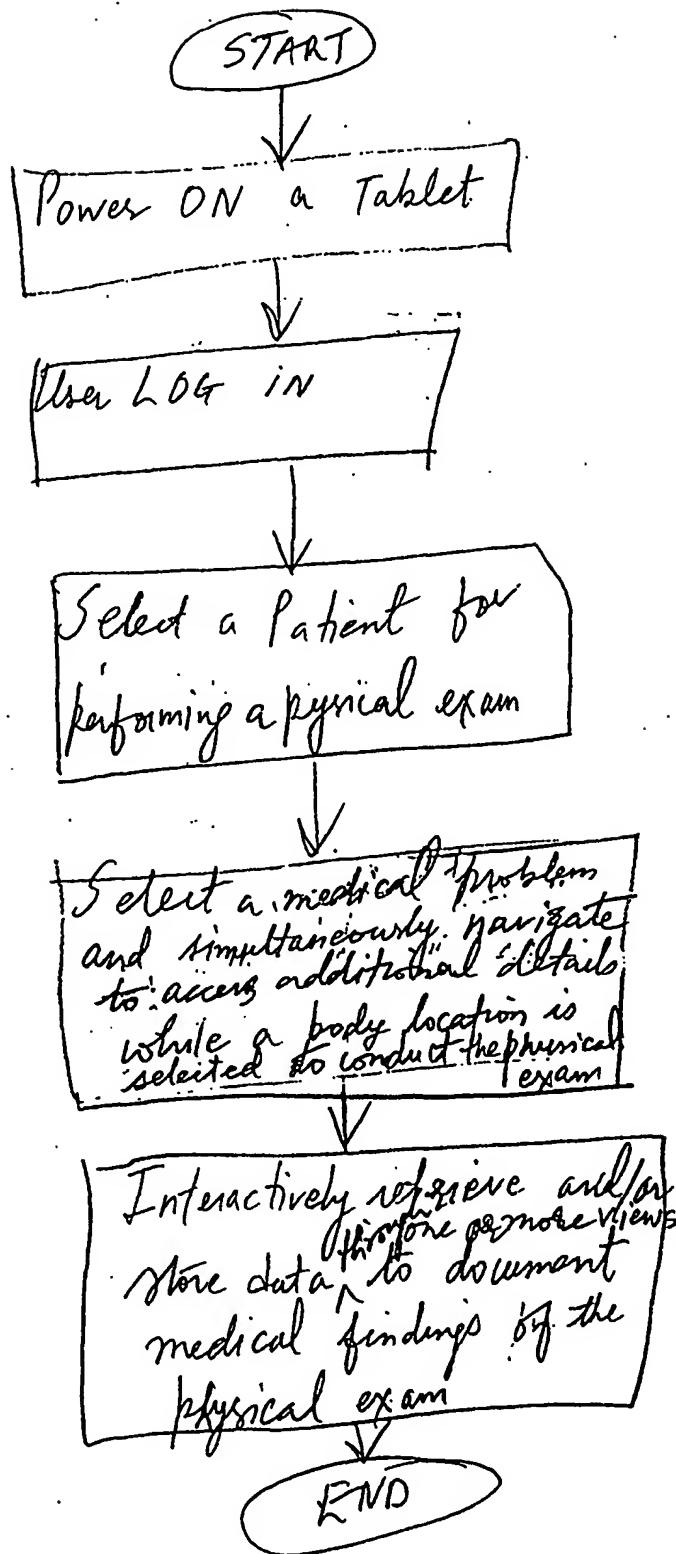 START
Power ON a Tablet
User LOG iN
Select a Patient for
performing a pysical exam
Select a medical problem
and simultaneously navigate
to access additional details
while a body location is
selected to conduct the physical
exam
Interactively retrieve and/or
through one or more views
store data ^ to document
medical findings of the
physical exam
END